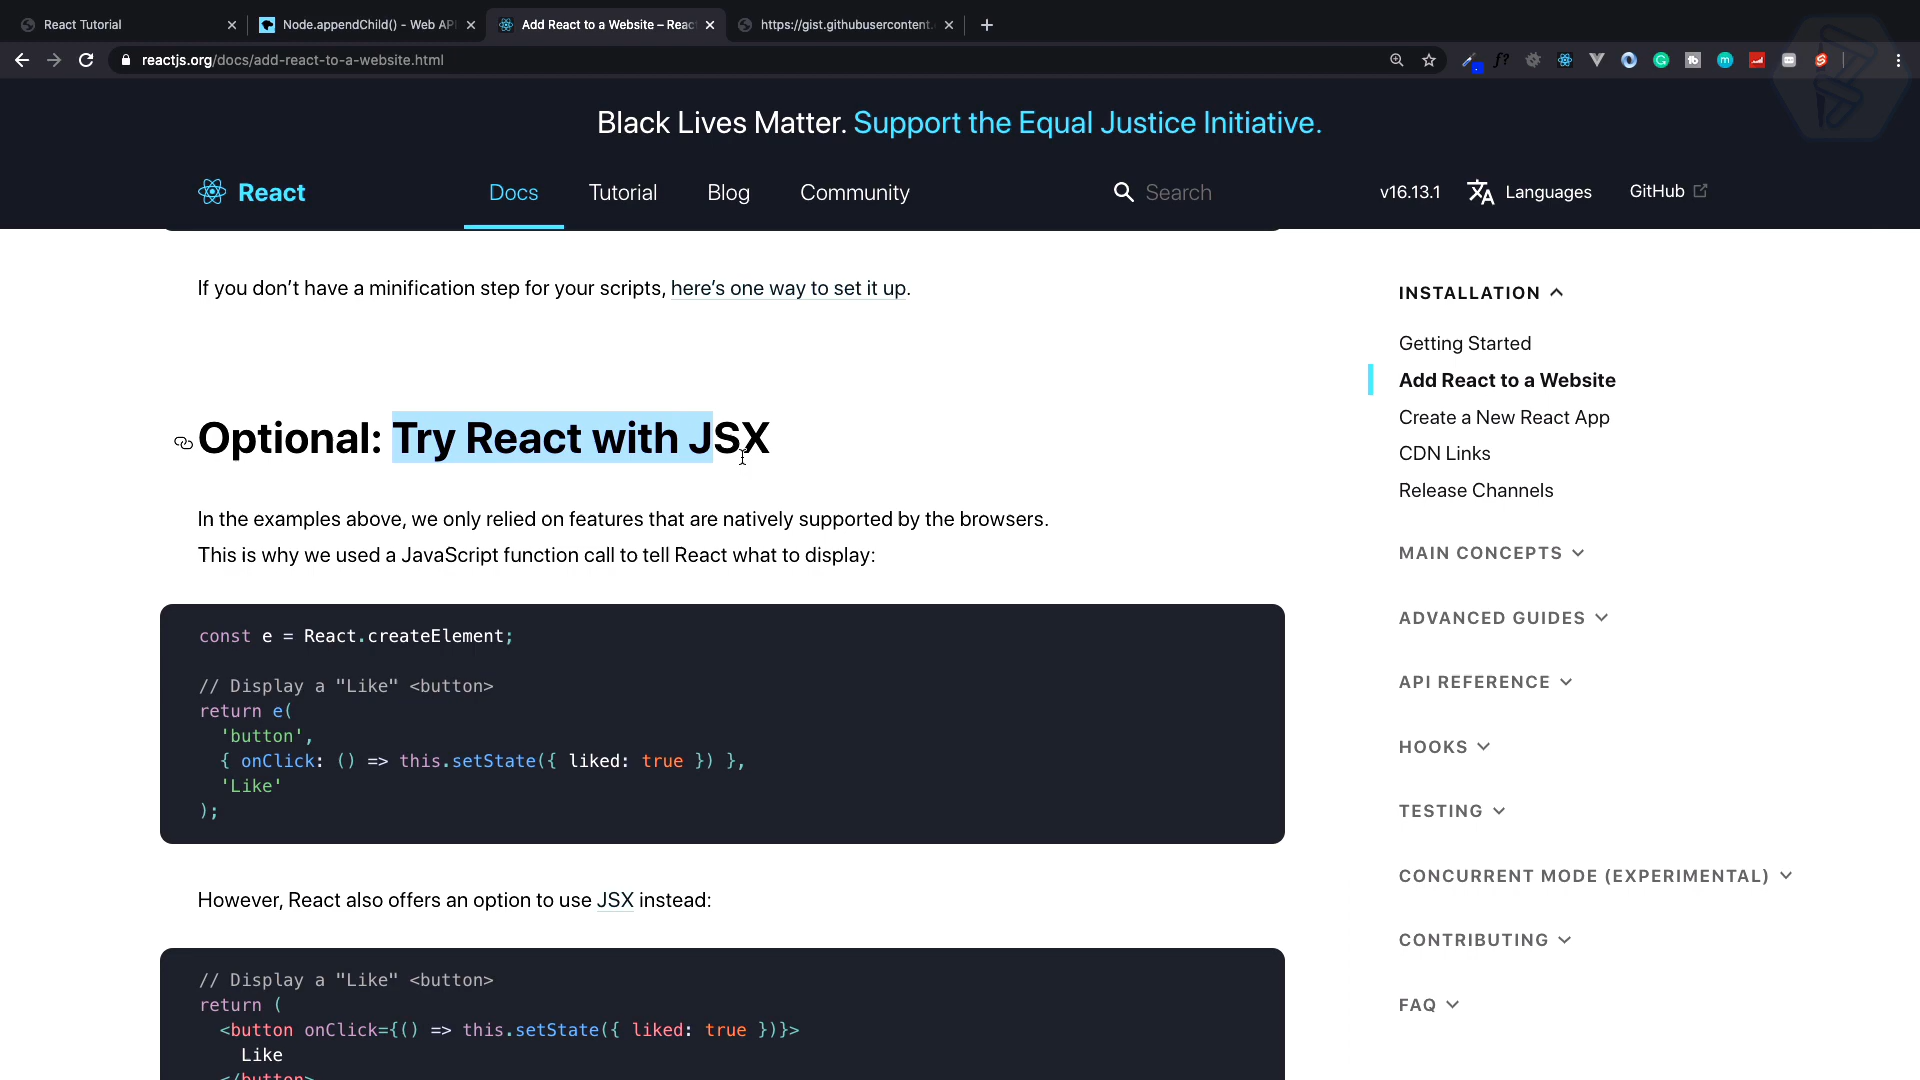 React Tutorial
Node.appendChild() - Web AP
Add React to a Website – Reac
https://gist.githubusercontent.
reactjs.org/docs/add-react-to-a-website.html
Black Lives Matter. Support the Equal Justice Initiative.
React
Docs
Tutorial
Blog
Community
Search
v16.13.1
Languages
GitHub
If you don’t have a minification step for your scripts, here’s one way to set it up.
Optional: Try React with JSX
In the examples above, we only relied on features that are natively supported by the browsers.
This is why we used a JavaScript function call to tell React what to display:
const e = React.createElement;
// Display a "Like" <button>
return e(
'button',
{ onClick: () => this.setState({ liked: true }) },
'Like'
);
However, React also offers an option to use JSX instead:
// Display a "Like" <button>
return (
<button onClick={() => this.setState({ liked: true })}>
Like
</button>
INSTALLATION
Getting Started
Add React to a Website
Create a New React App
CDN Links
Release Channels
MAIN CONCEPTS
ADVANCED GUIDES
API REFERENCE
HOOKS
TESTING
CONCURRENT MODE (EXPERIMENTAL)
CONTRIBUTING
FAQ